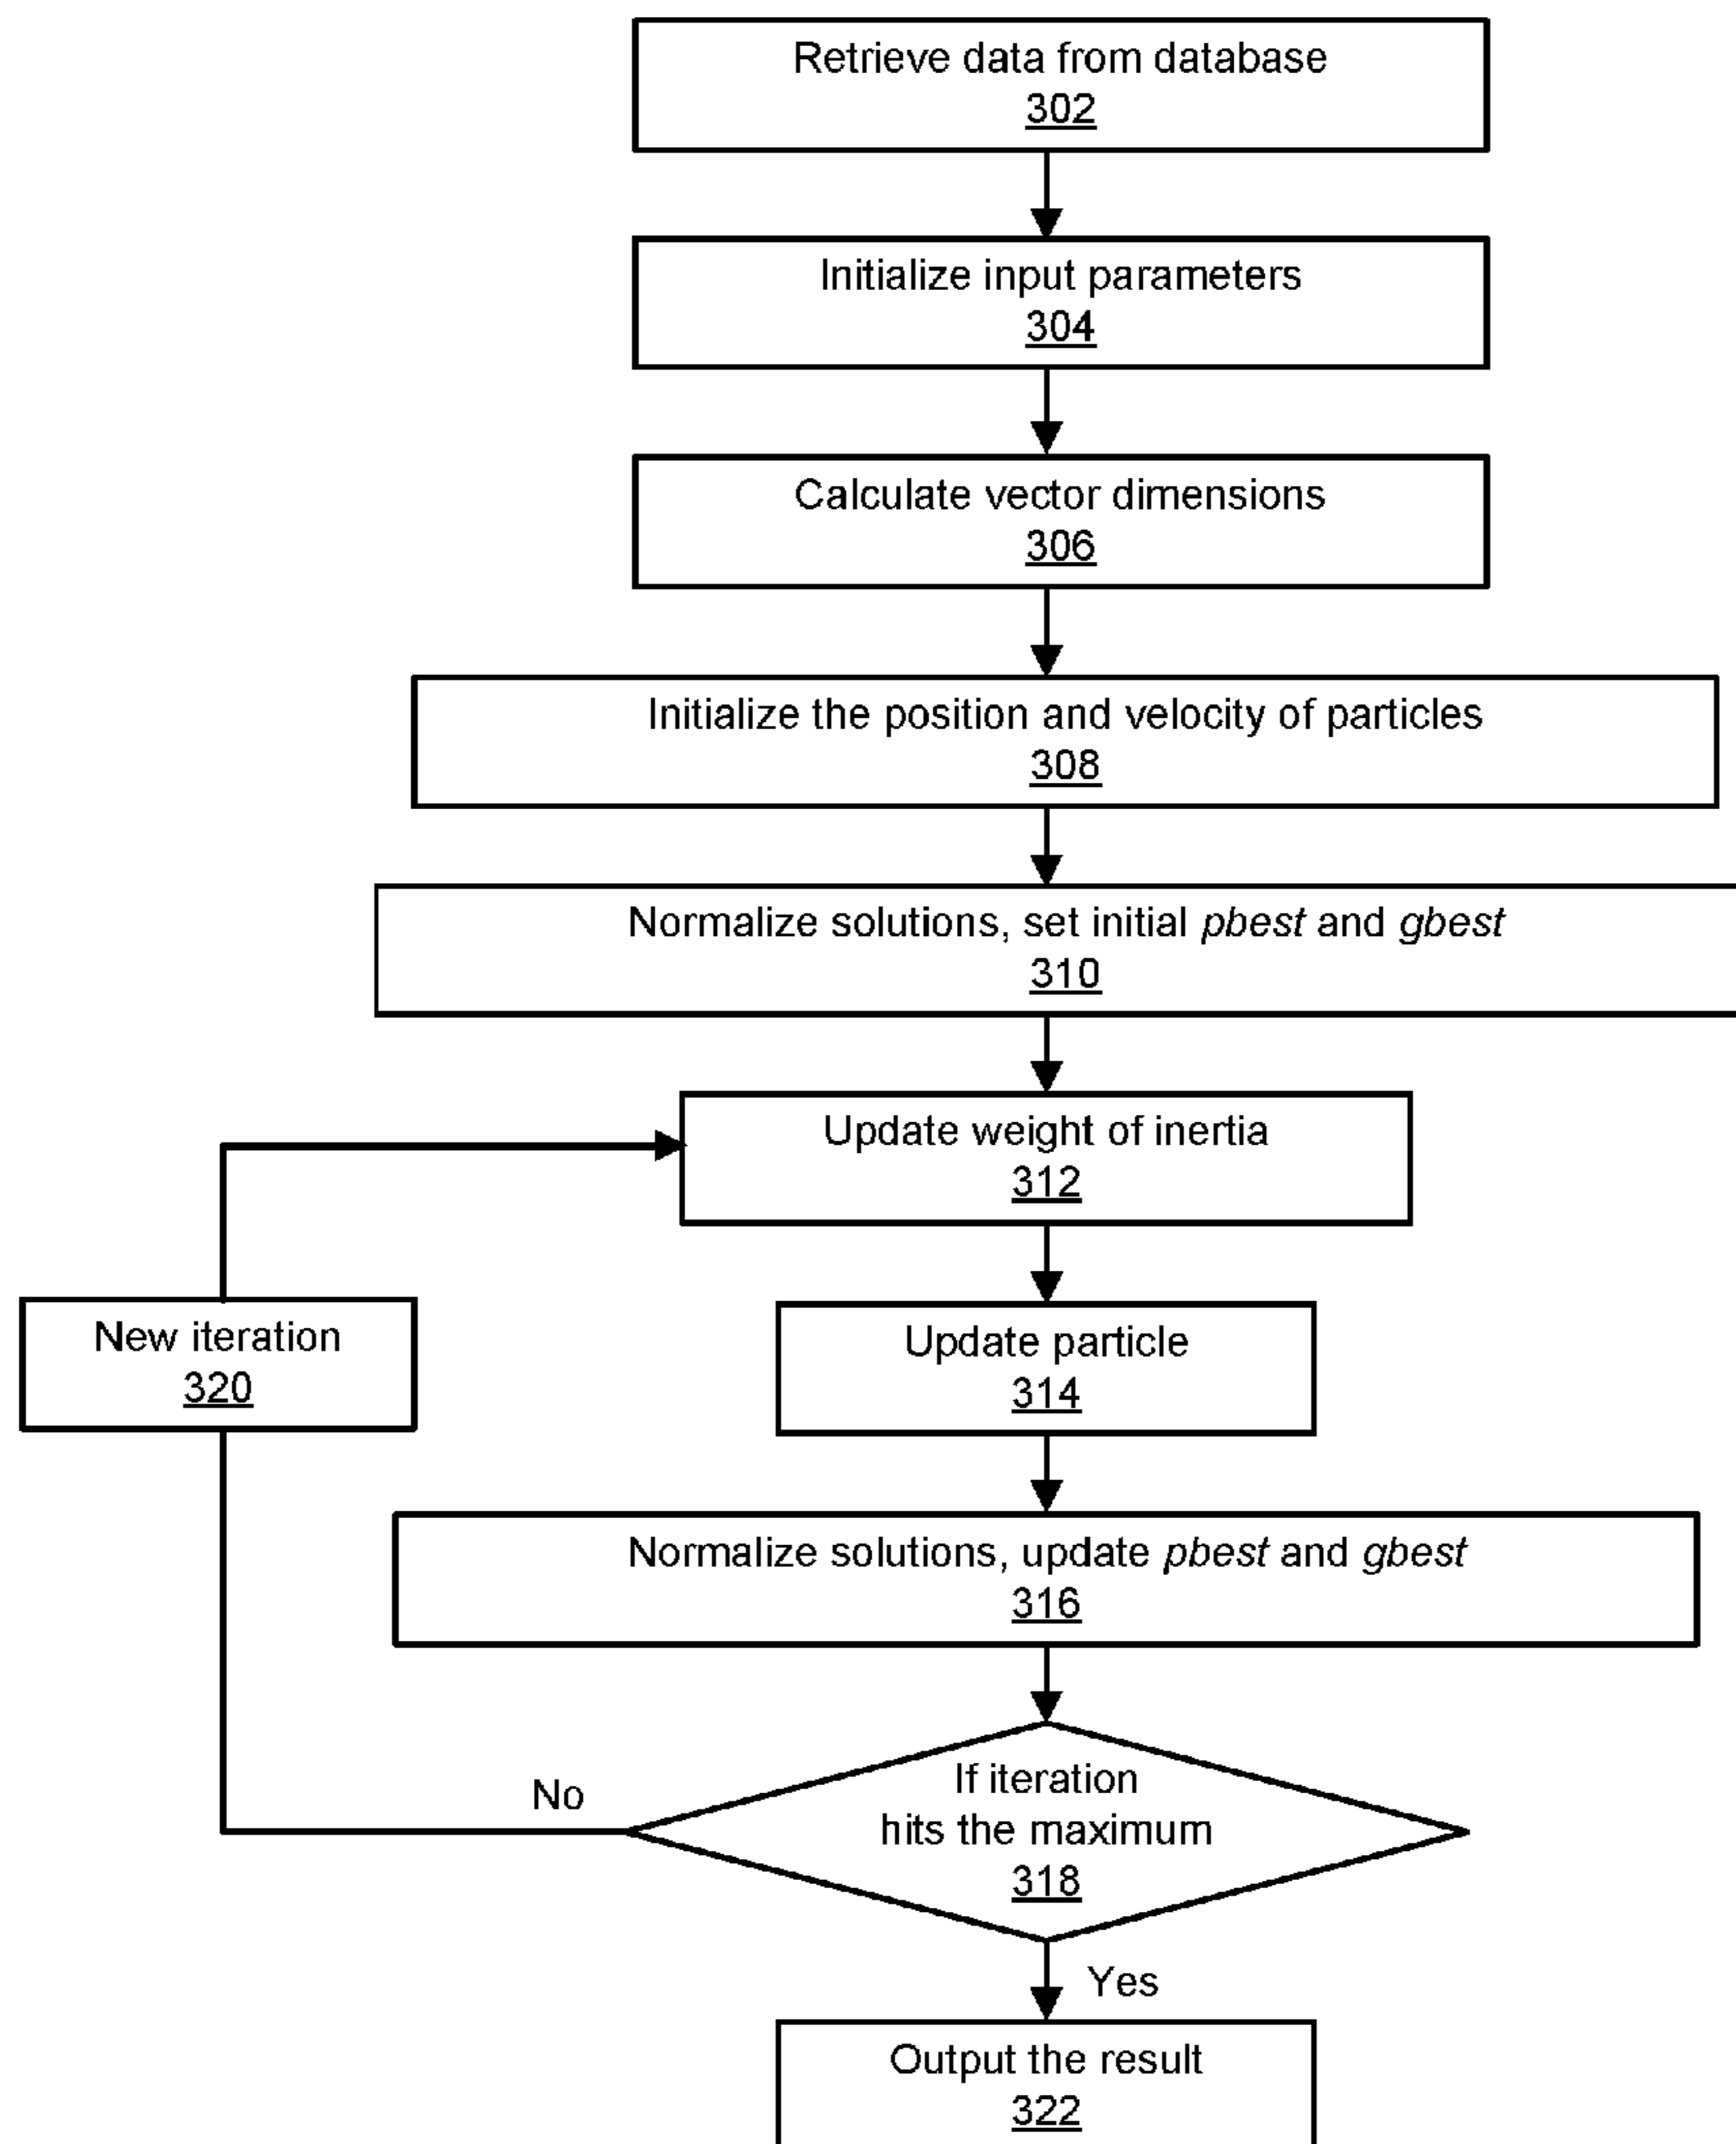 Retrieve data from database
302
Initialize input parameters
304
Calculate vector dimensions
306
Initialize the position and velocity of particles
308
Normalize solutions, set initial pbest and gbest
310
Update weight of inertia
312
New iteration
320
Update particle
314
Normalize solutions, update pbest and gbest
316
No
If iteration
hits the maximum
318
Yes
Output the result
322